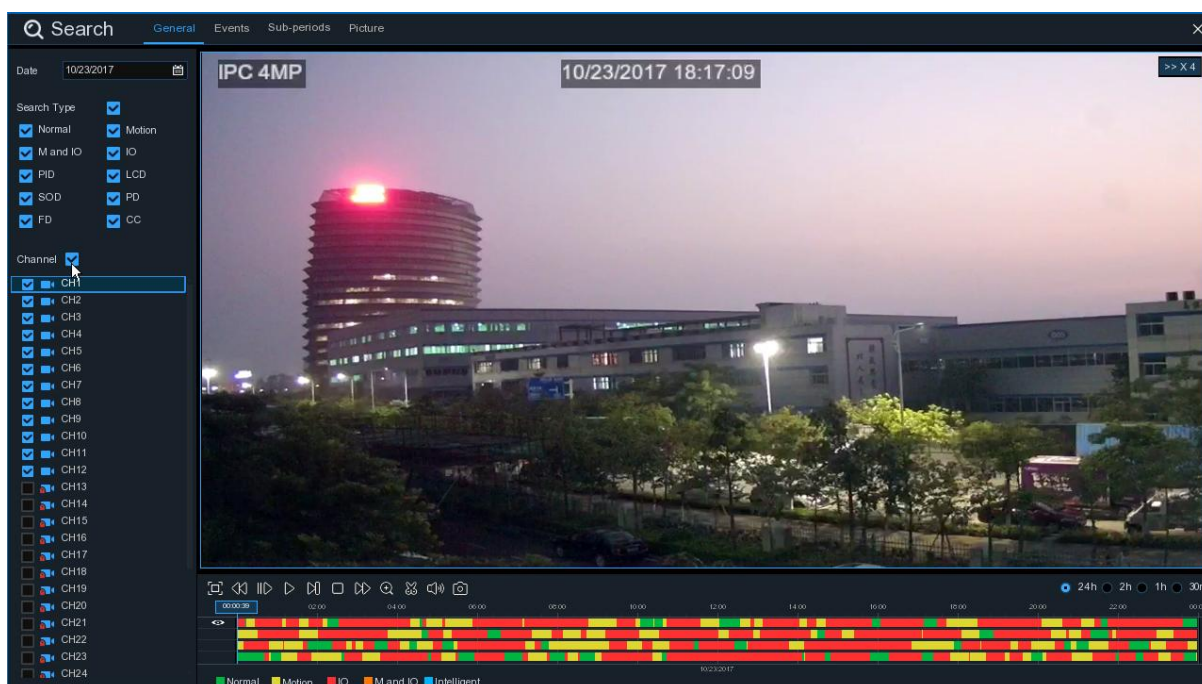 Search General Events Sub-periods Picture
Date 10/23/2017
Search Type
Normal Motion
M and IO IO
PID LCD
SOD PD
FD CC
Channel
CH1
CH2
CH3
CH4
CH5
CH6
CH7
CH8
CH9
CH10
CH11
CH12
CH13
CH14
CH15
CH16
CH17
CH18
CH19
CH20
CH21
CH22
CH23
CH24
IPC 4MP 10/23/2017 18:17:09 >> X 4
24h 2h 1h 30m
00:00:39 02:00 04:00 06:00 08:00 10:00 12:00 14:00 16:00 18:00 20:00 22:00
10/23/2017
Normal Motion IO M and IO Intelligent